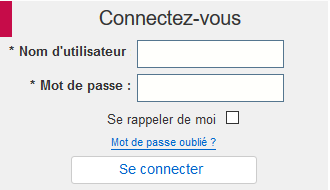 Connectez-vous
* Nom d'utilisateur
* Mot de passe :
Se rappeler de moi
Mot de passe oublié ?
Se connecter